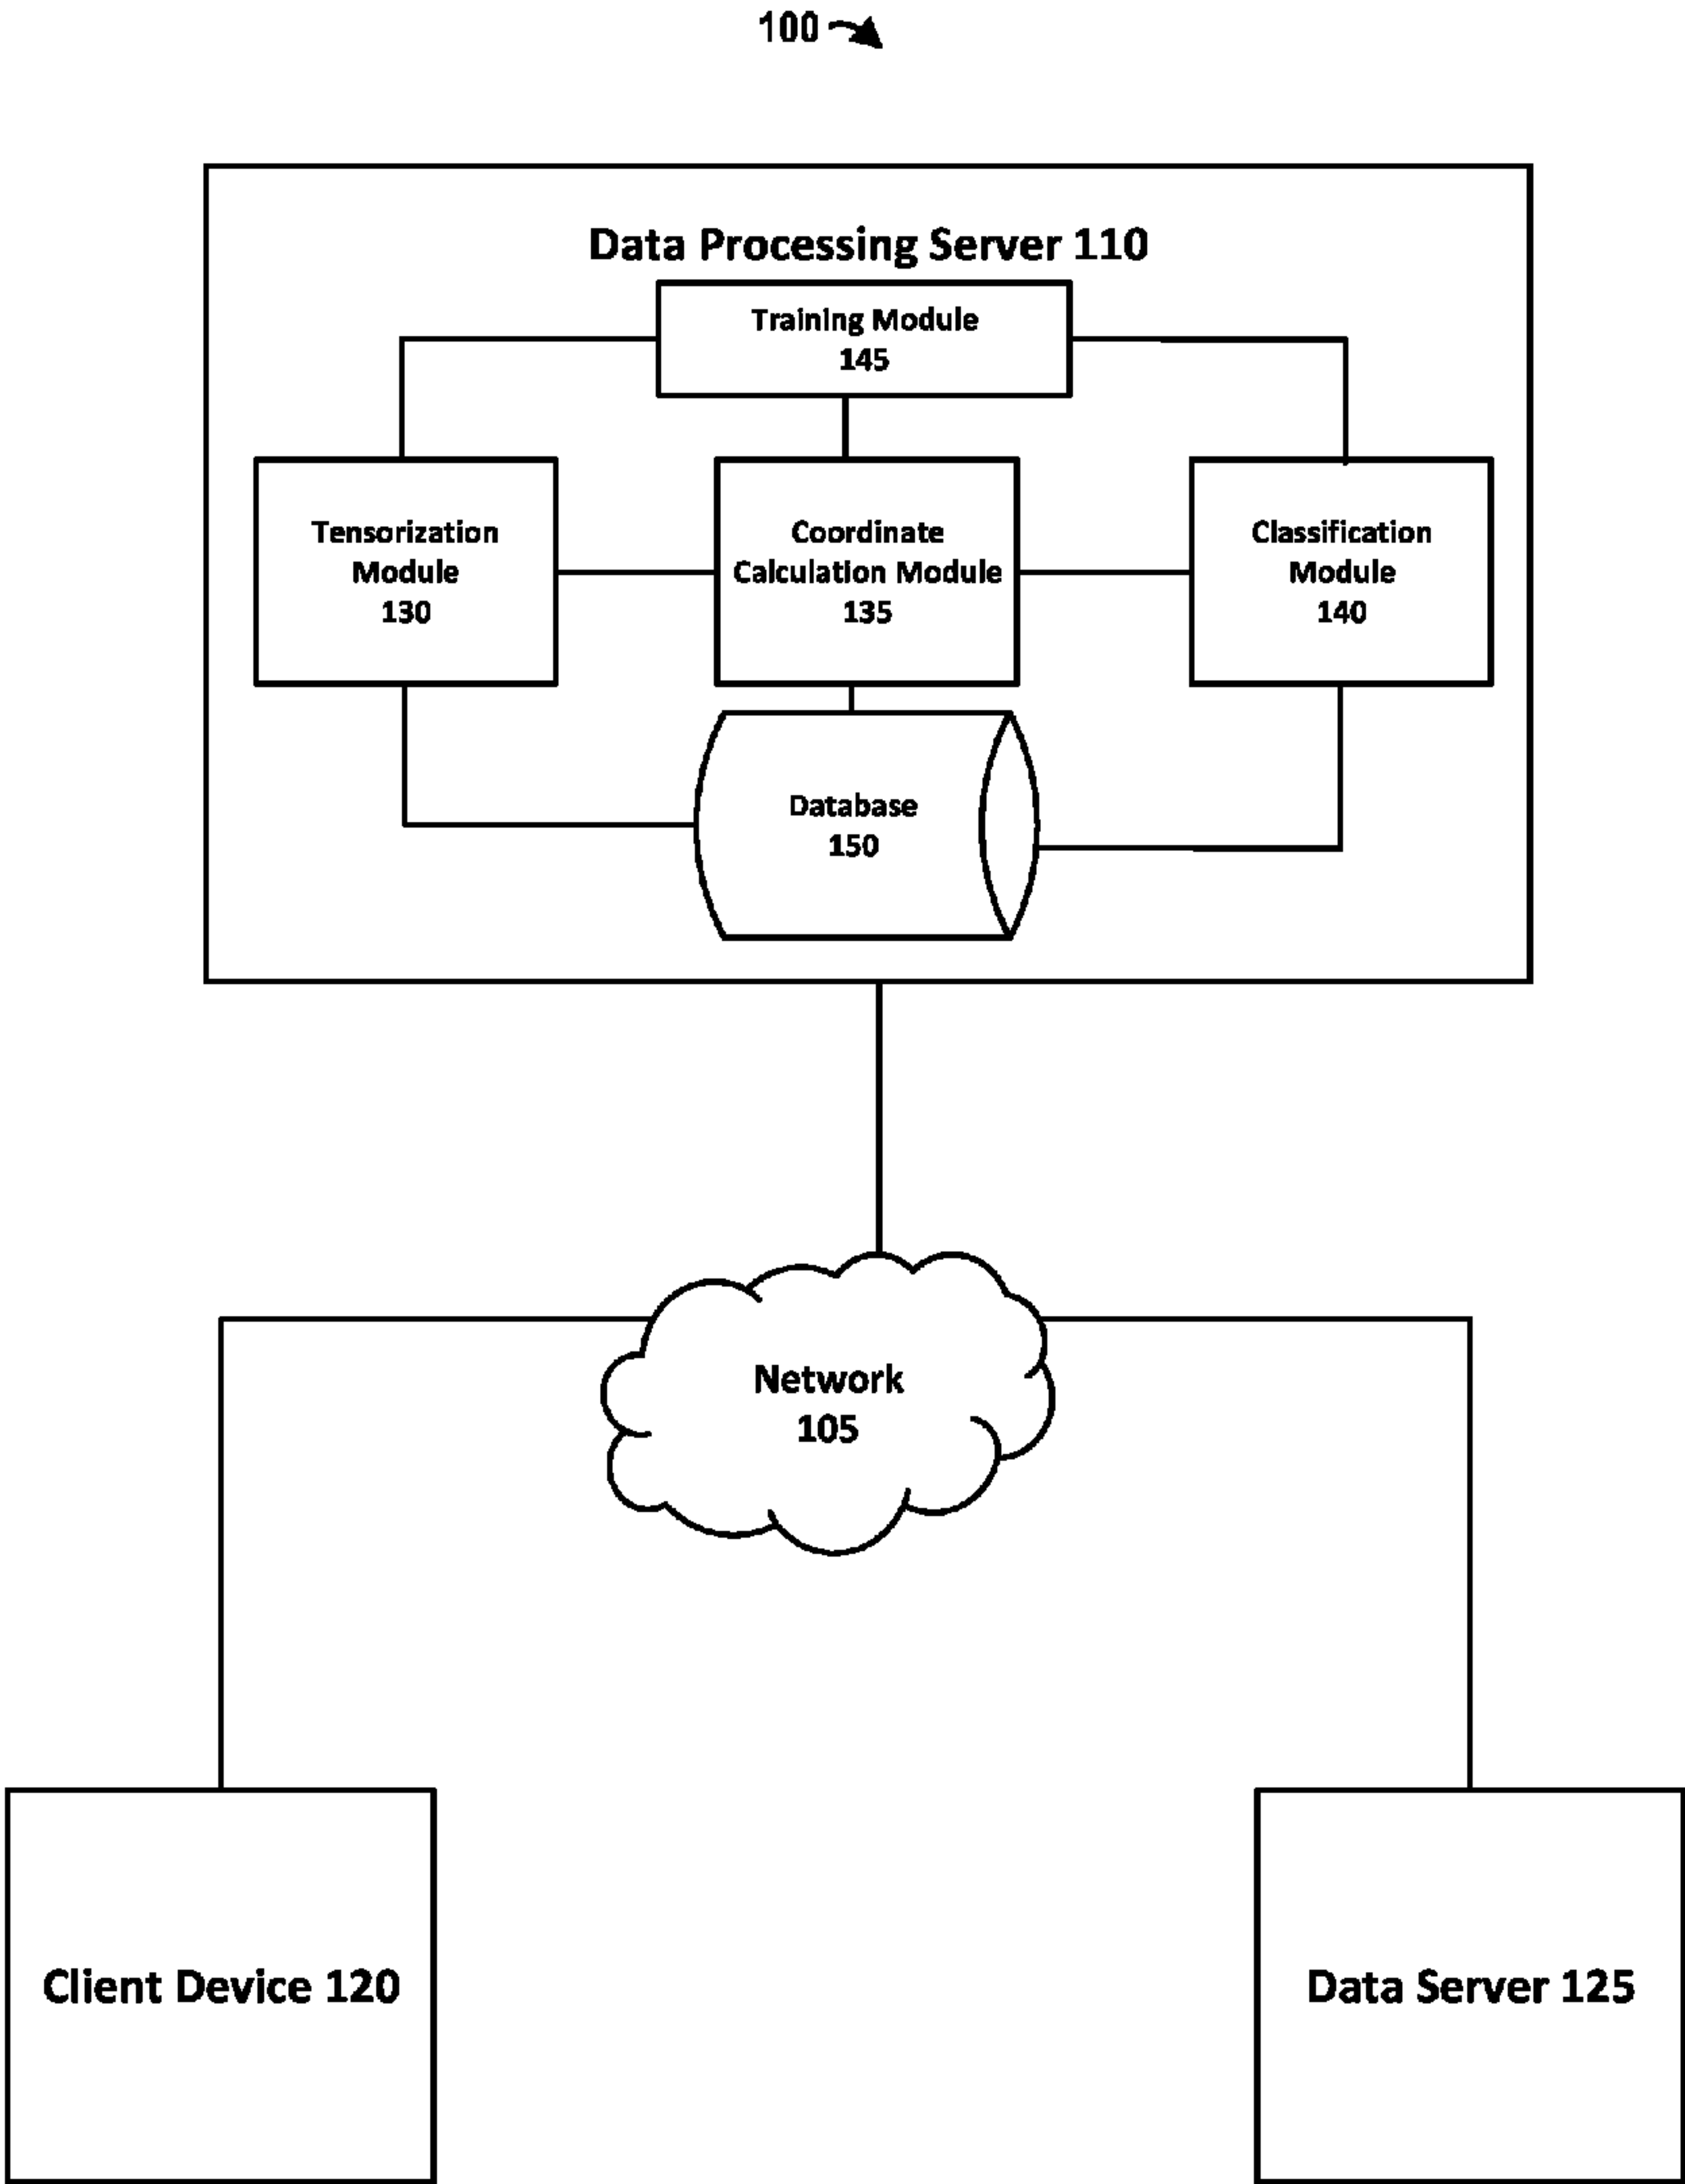 100
Data Processing Server 110
Training Module
145
Tensorization
Module
130
Coordinate
Calculation Module
135
Classification
Module
140
Database
150
Network
105
Client Device 120
Data Server 125